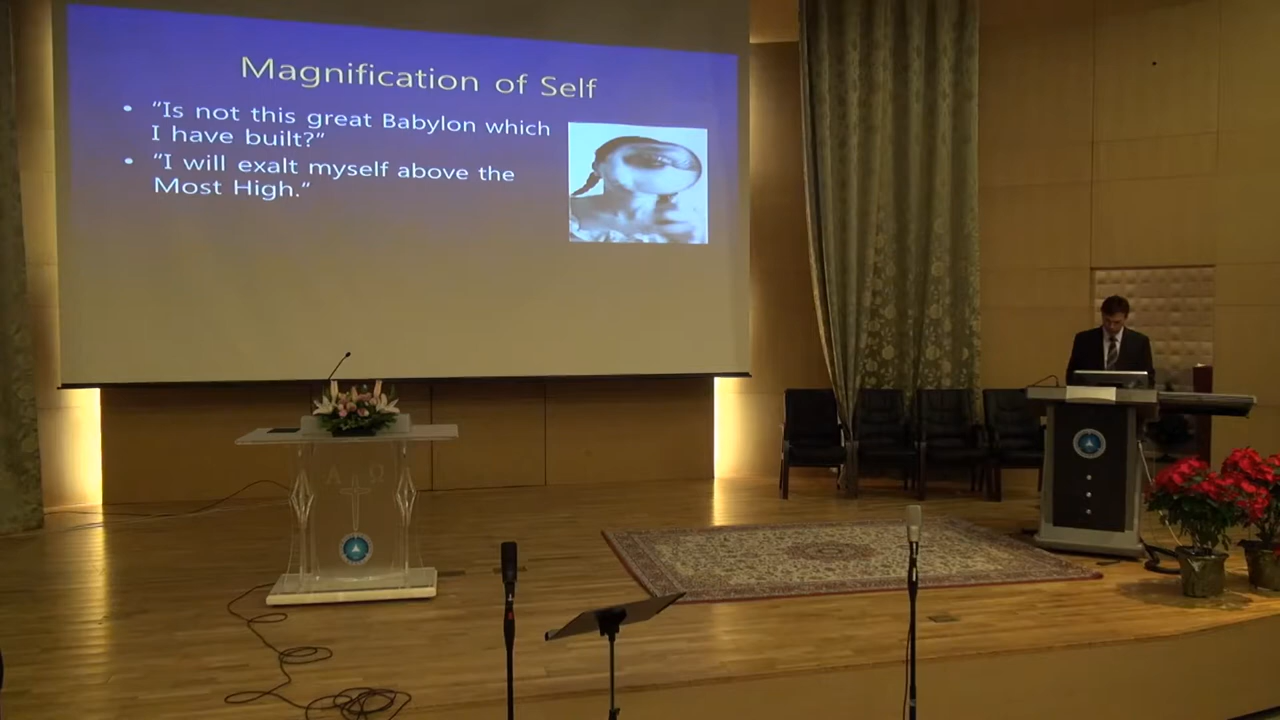 Magnification of Self
• "Is not this great Babylon which
I have built?"
• "I will exalt myself above the
Most High."
Α Ω